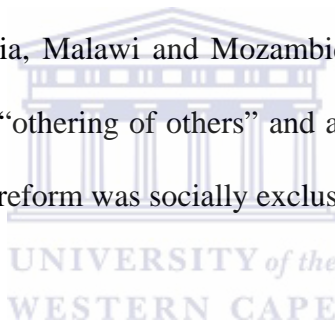 ia, Malawi and Mozambic
“othering of others” and a
reform was socially exclus
UNIVERSITY of the
WESTERN CAPE